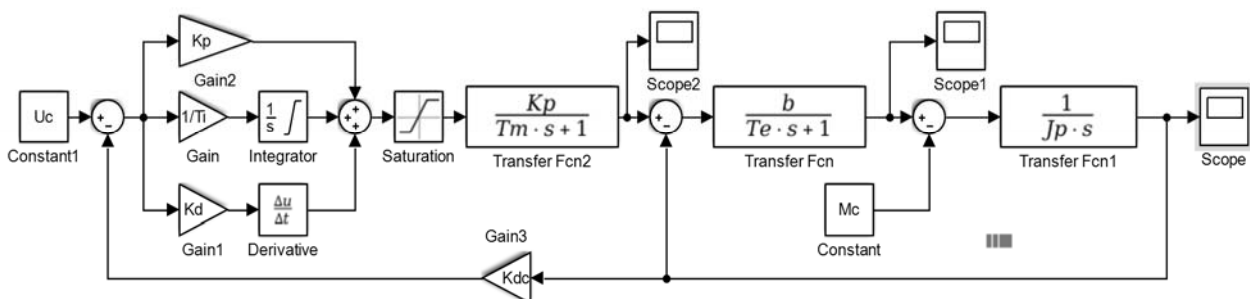 Kp
Gain2
Uc
Constant1
+
−
1/Ti
Gain
1
s
Integrator
Kd
Gain1
Δu
Δt
Derivative
+
+
+
Saturation
Kp
Tm · s + 1
Transfer Fcn2
Scope2
+
−
b
Te · s + 1
Transfer Fcn
Scope1
+
−
Mc
Constant
1
Jp · s
Transfer Fcn1
Scope
Gain3
Kdc